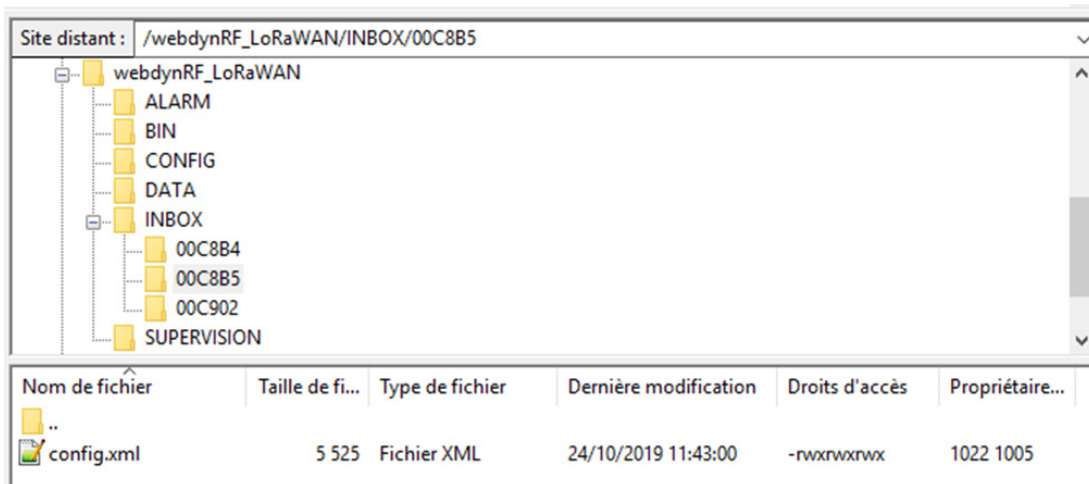 Site distant : /webdynRF_LoRaWAN/INBOX/00C8B5
webdynRF_LoRaWAN
ALARM
BIN
CONFIG
DATA
INBOX
00C8B4
00C8B5
00C902
SUPERVISION
Nom de fichier Taille de fi... Type de fichier Dernière modification Droits d'accès Propriétaire...
..
config.xml 5 525 Fichier XML 24/10/2019 11:43:00 -rwxrwxrwx 1022 1005